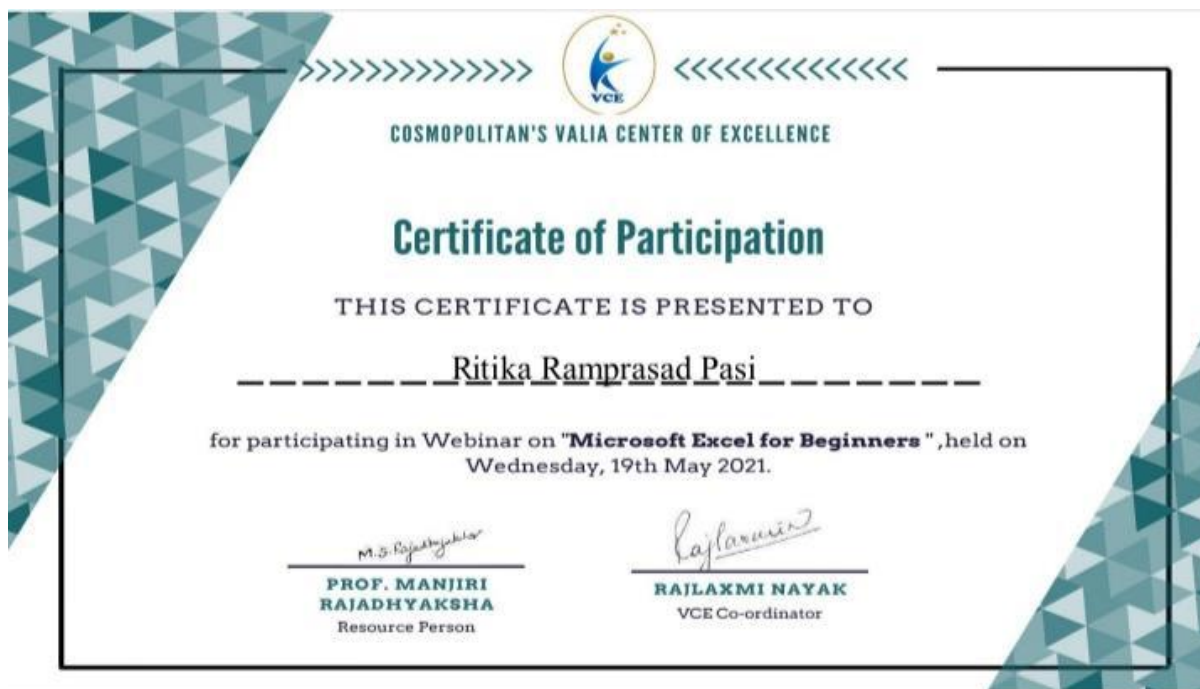 VCE
COSMOPOLITAN'S VALIA CENTER OF EXCELLENCE
Certificate of Participation
THIS CERTIFICATE IS PRESENTED TO
Ritika Ramprasad Pasi
for participating in Webinar on "Microsoft Excel for Beginners ", held on
Wednesday, 19th May 2021.
M.S. Rajadhyaksha
PROF. MANJIRI
RAJADHYAKSHA
Resource Person
Rajlaxmi
RAJLAXMI NAYAK
VCE Co-ordinator